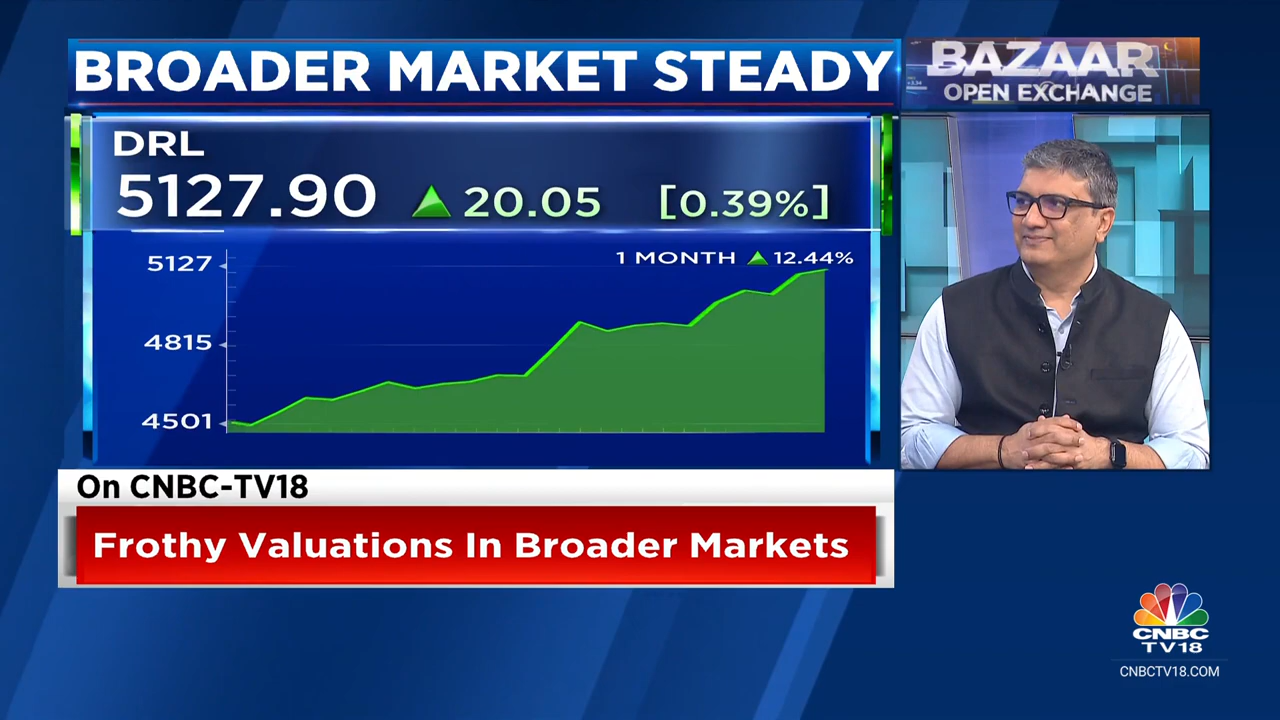 BROADER MARKET STEADY
BAZAAR
OPEN EXCHANGE
DRL
5127.90 ▲ 20.05 [0.39%]
1 MONTH ▲ 12.44%
5127
4815
4501
On CNBC-TV18
Frothy Valuations In Broader Markets
CNBC
TV18
CNBCTV18.COM